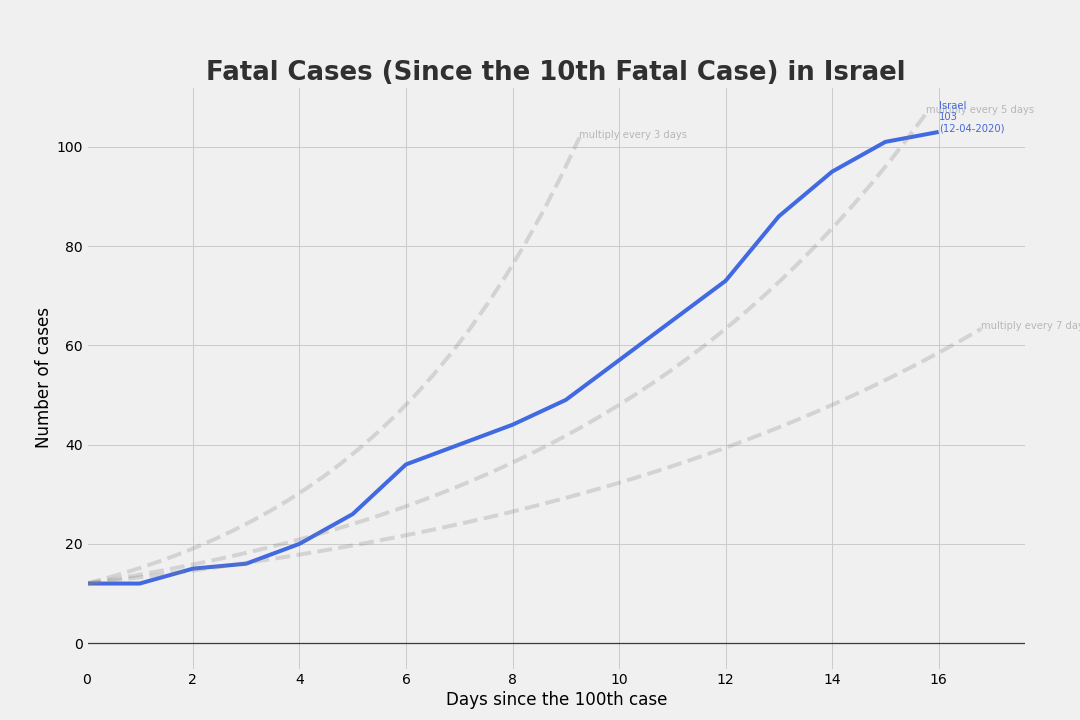 Fatal Cases (Since the 10th Fatal Case) in Israel
Israel
103
(12-04-2020)
multiply every 5 days
multiply every 3 days
multiply every 7 day
100
80
60
40
20
0
Number of cases
0 2 4 6 8 10 12 14 16
Days since the 100th case